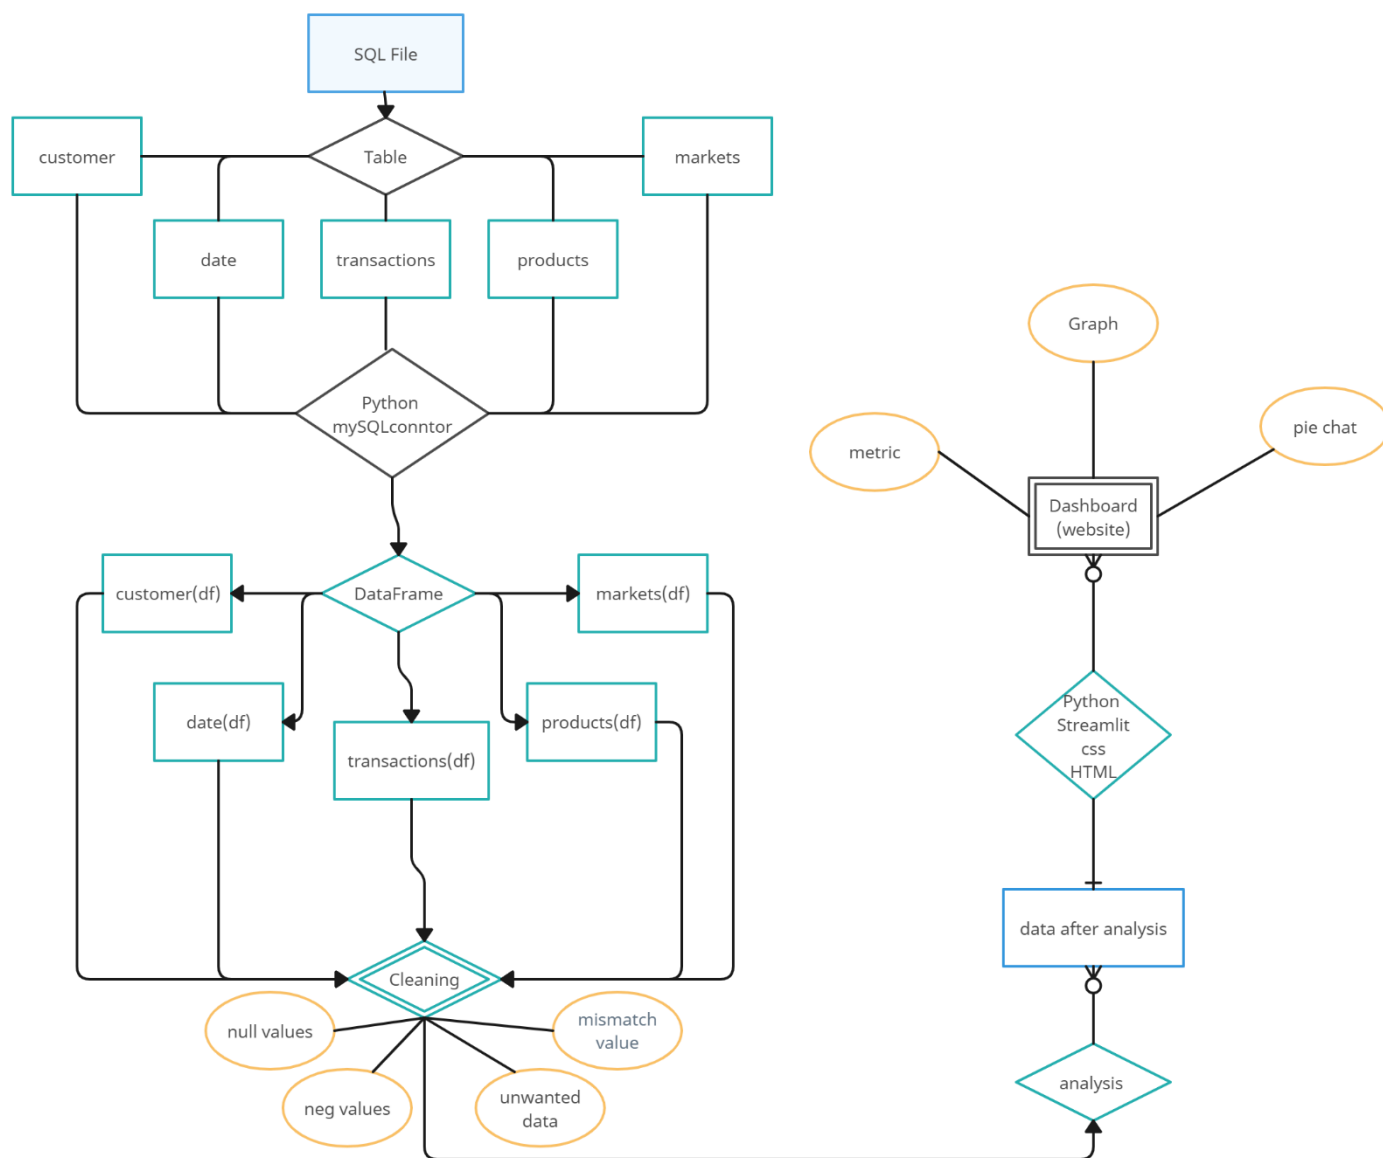 SQL File
customer
Table
markets
date
transactions
products
Python
mySQLconntor
customer(df)
DataFrame
markets(df)
date(df)
transactions(df)
products(df)
Cleaning
null values
mismatch
value
neg values
unwanted
data
Graph
metric
pie chat
Dashboard
(website)
Python
Streamlit
css
HTML
data after analysis
analysis